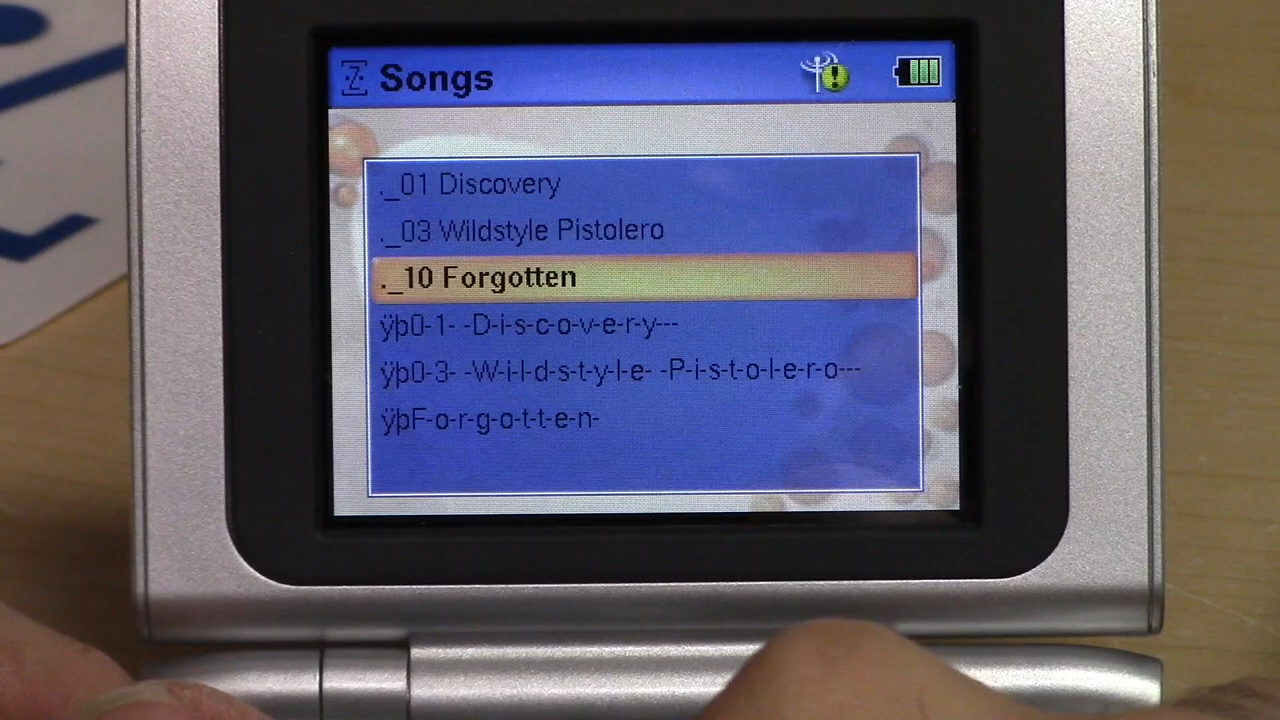 Z Songs
._01 Discovery
._03 Wildstyle Pistolero
._10 Forgotten
ÿþ0-1- -D-i-s-c-o-v-e-r-y---
ÿþ0-3- -W-i-l-d-s-t-y-l-e- -P-i-s-t-o-l-e-r-o---
ÿþF-o-r-g-o-t-t-e-n-